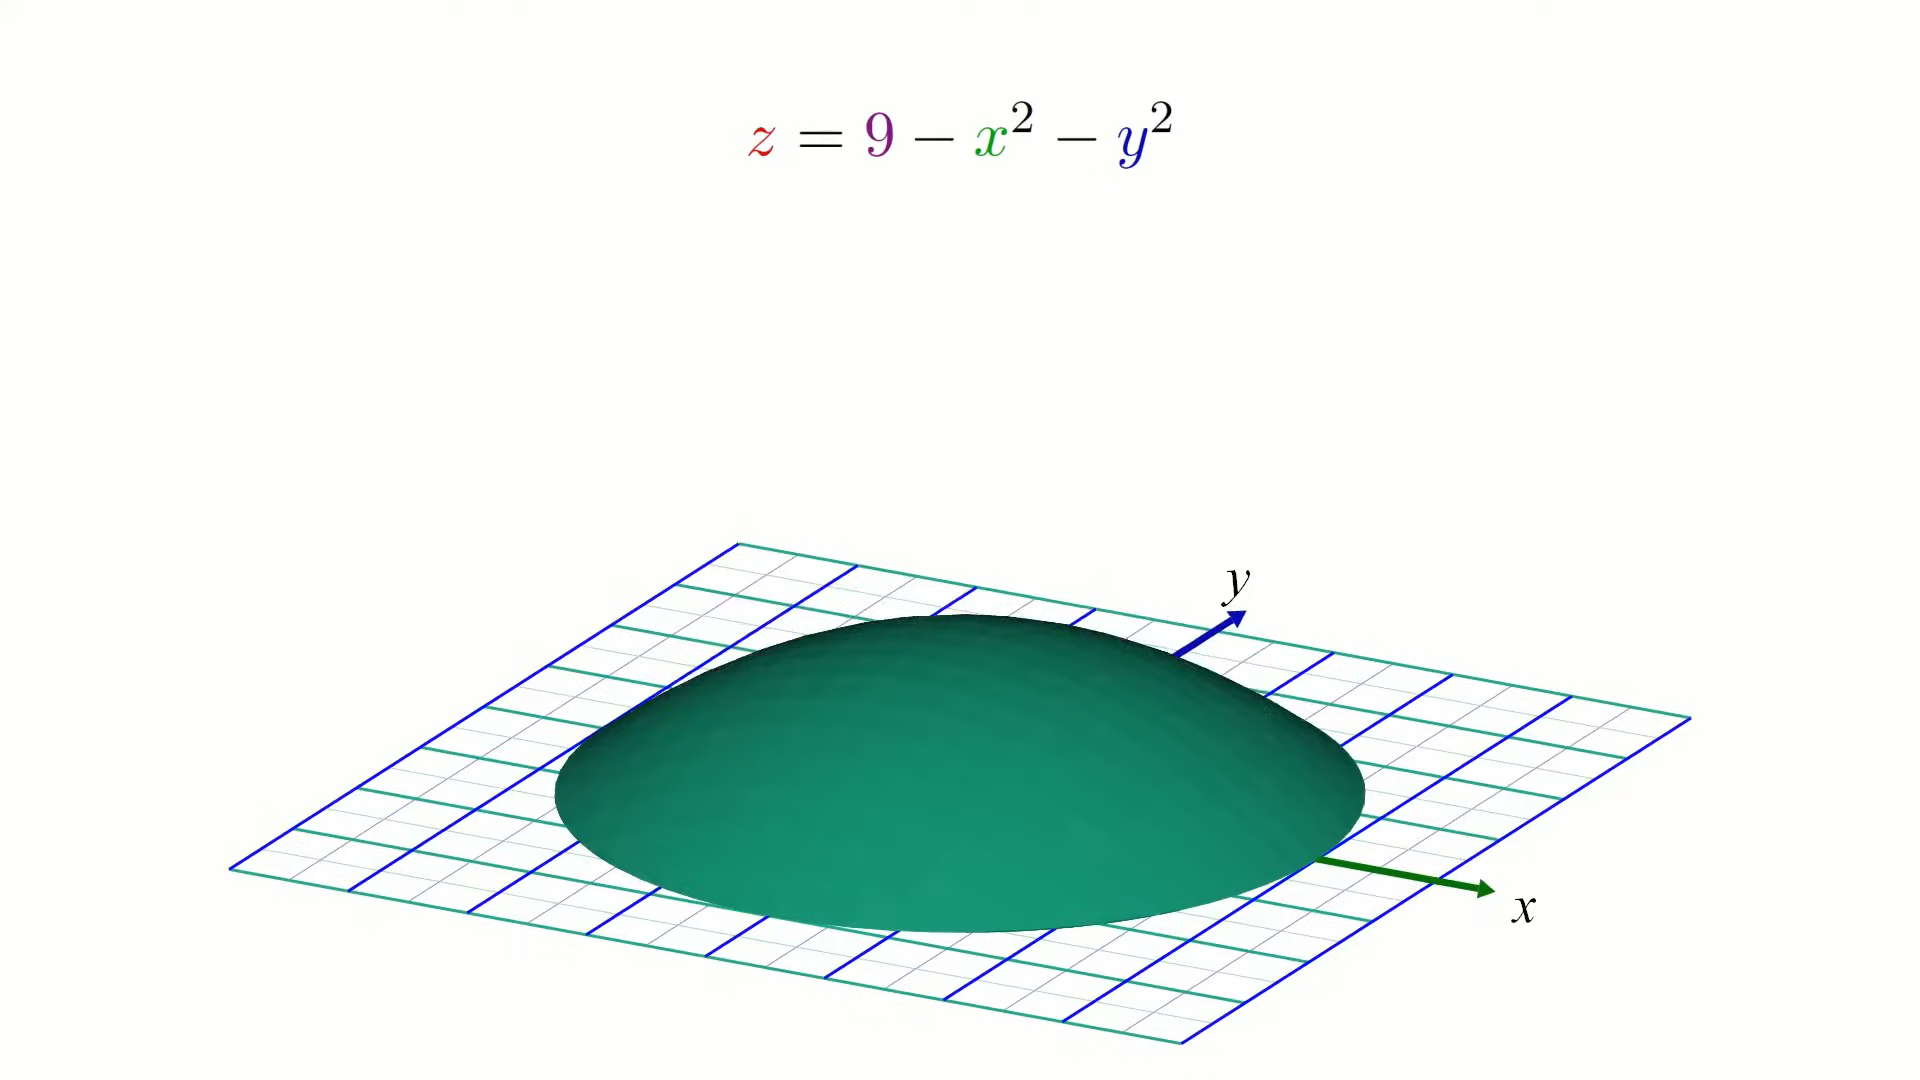 z = 9 − x² − y²
y
x